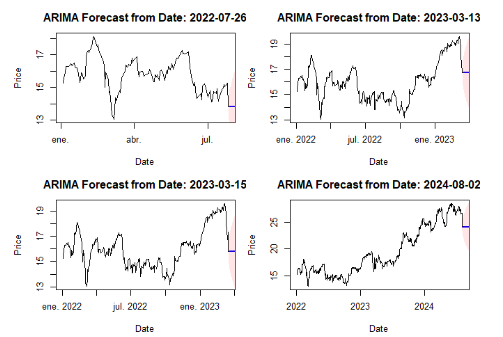 ARIMA Forecast from Date: 2022-07-26
Price
17
15
13
ene.
abr.
jul.
Date
ARIMA Forecast from Date: 2023-03-13
Price
19
17
15
13
ene. 2022
jul. 2022
ene. 2023
Date
ARIMA Forecast from Date: 2023-03-15
Price
19
17
15
13
ene. 2022
jul. 2022
ene. 2023
Date
ARIMA Forecast from Date: 2024-08-02
Price
25
20
15
2022
2023
2024
Date